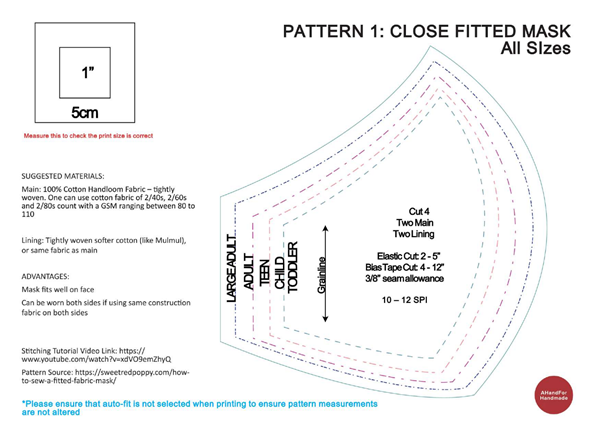 PATTERN 1: CLOSE FITTED MASK
All SIzes
1”
5cm
Measure this to check the print size is correct
SUGGESTED MATERIALS:
Main: 100% Cotton Handloom Fabric – tightly
woven. One can use cotton fabric of 2/40s, 2/60s
and 2/80s count with a GSM ranging between 80 to
110
Lining: Tightly woven softer cotton (like Mulmul),
or same fabric as main
ADVANTAGES:
Mask fits well on face
Can be worn both sides if using same construction
fabric on both sides
Stitching Tutorial Video Link: https://
www.youtube.com/watch?v=xdVO9emZhyQ
Pattern Source: https://sweetredpoppy.com/how-
to-sew-a-fitted-fabric-mask/
LARGE ADULT
ADULT
TEEN
CHILD
TODDLER
Grainline
Cut 4
Two Main
Two Lining
Elastic Cut: 2 - 5”
Bias Tape Cut: 4 - 12”
3/8” seam allowance
10 – 12 SPI
AHandFor
Handmade
*Please ensure that auto-fit is not selected when printing to ensure pattern measurements
are not altered